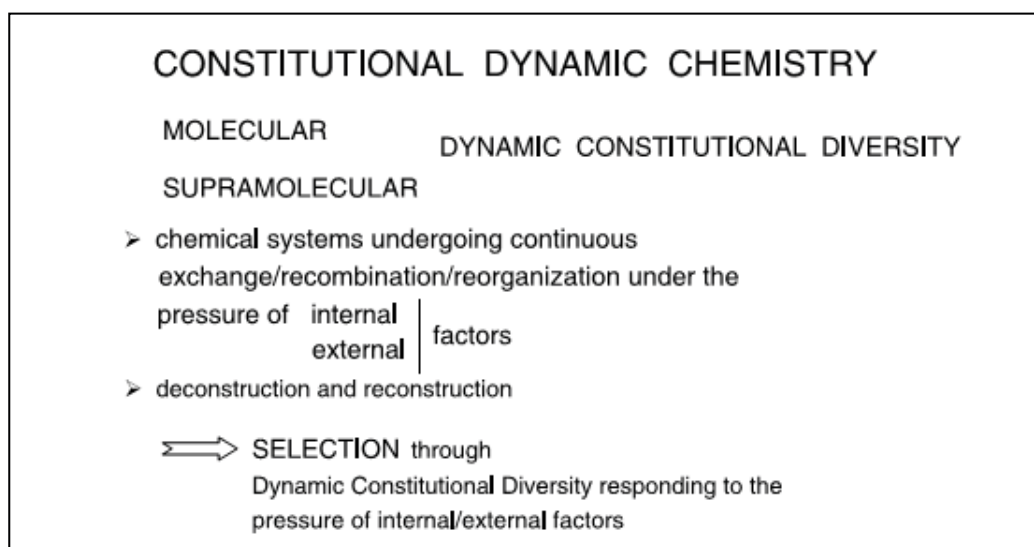 CONSTITUTIONAL DYNAMIC CHEMISTRY
MOLECULAR
DYNAMIC CONSTITUTIONAL DIVERSITY
SUPRAMOLECULAR
➢ chemical systems undergoing continuous
exchange/recombination/reorganization under the
pressure of internal
external
factors
➢ deconstruction and reconstruction
SELECTION through
Dynamic Constitutional Diversity responding to the
pressure of internal/external factors